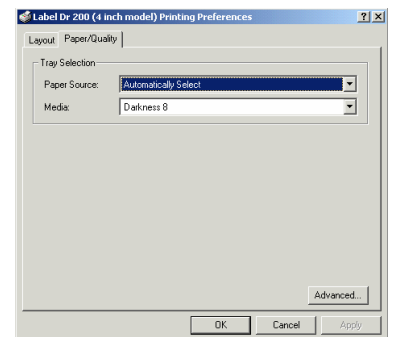 Label Dr 200 (4 inch model) Printing Preferences
Layout Paper/Quality
Tray Selection
Paper Source: Automatically Select
Media: Darkness 8
Advanced...
OK Cancel Apply